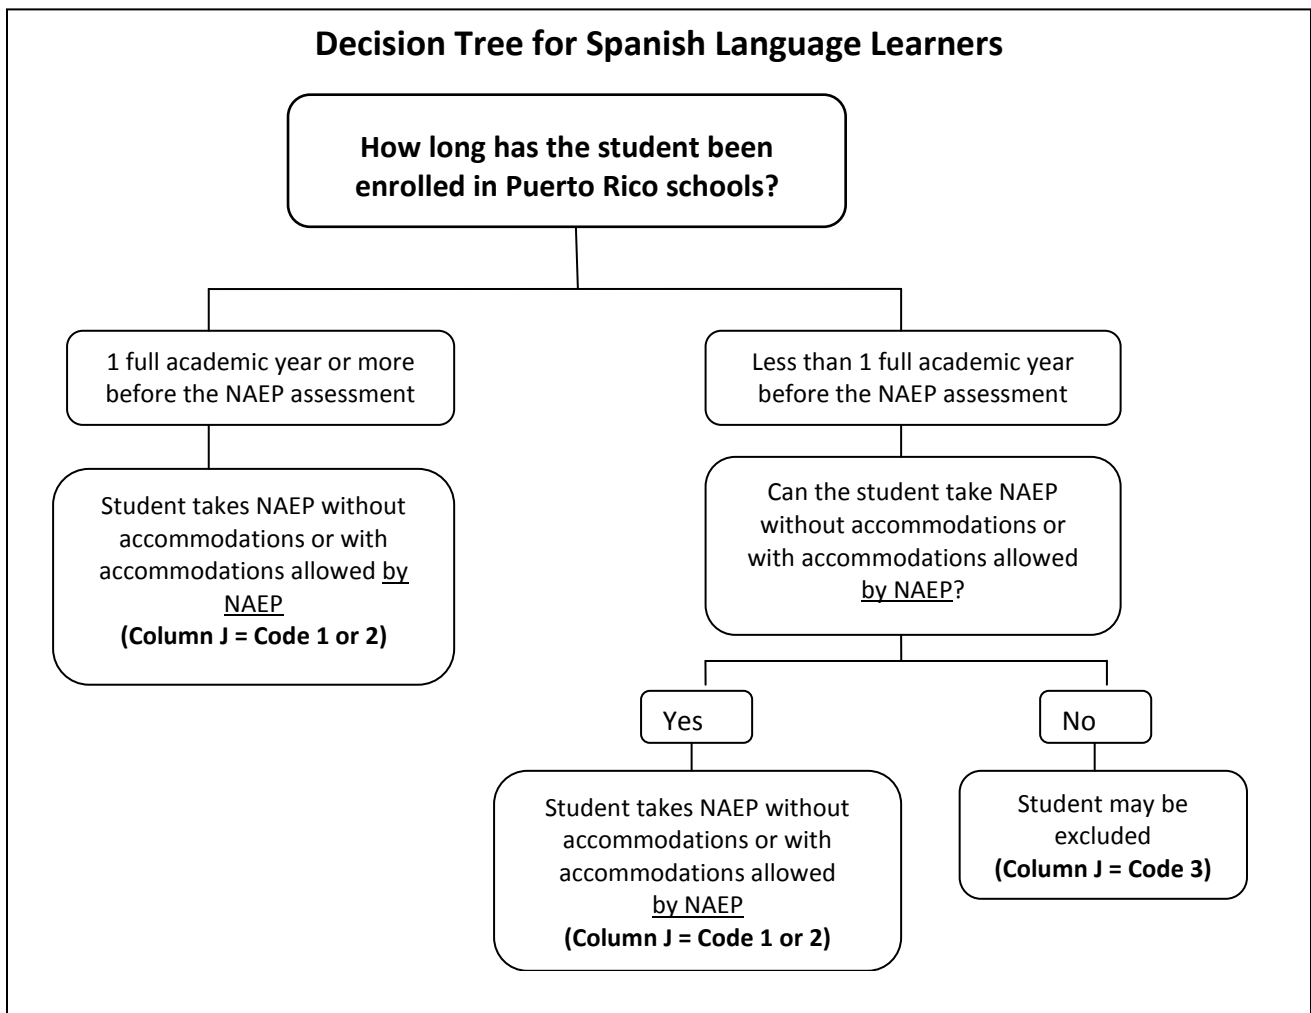 Decision Tree for Spanish Language Learners
How long has the student been
enrolled in Puerto Rico schools?
1 full academic year or more
before the NAEP assessment
Student takes NAEP without
accommodations or with
accommodations allowed by
NAEP
(Column J = Code 1 or 2)
Less than 1 full academic year
before the NAEP assessment
Can the student take NAEP
without accommodations or
with accommodations allowed
by NAEP?
Yes
Student takes NAEP without
accommodations or with
accommodations allowed
by NAEP
(Column J = Code 1 or 2)
No
Student may be
excluded
(Column J = Code 3)